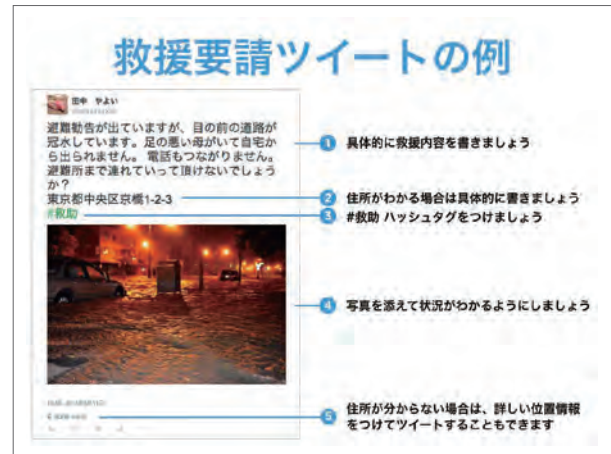 救援要請ツイートの例
田中 やよい
避難勧告が出ていますが、目の前の道路が
冠水しています。足の悪い母がいて自宅か
ら出られません。 電話もつながりません。
避難所まで連れていって頂けないでしょう
か？
東京都中央区京橋1-2-3
#救助
1 具体的に救援内容を書きましょう
2 住所がわかる場合は具体的に書きましょう
3 #救助 ハッシュタグをつけましょう
4 写真を添えて状況がわかるようにしましょう
5 住所が分からない場合は、詳しい位置情報
をつけてツイートすることもできます